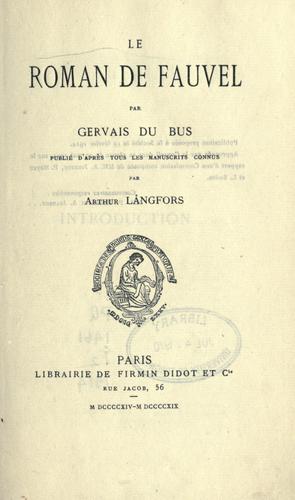 LE
ROMAN DE FAUVEL
PAR
GERVAIS DU BUS
PUBLIÉ D'APRÈS TOUS LES MANUSCRITS CONNUS
PAR
ARTHUR LÅNGFORS
LIBRARY
PARIS
LIBRAIRIE DE FIRMIN DIDOT ET Cie
RUE JACOB, 56
M DCCCCXIV-M DCCCCXIX